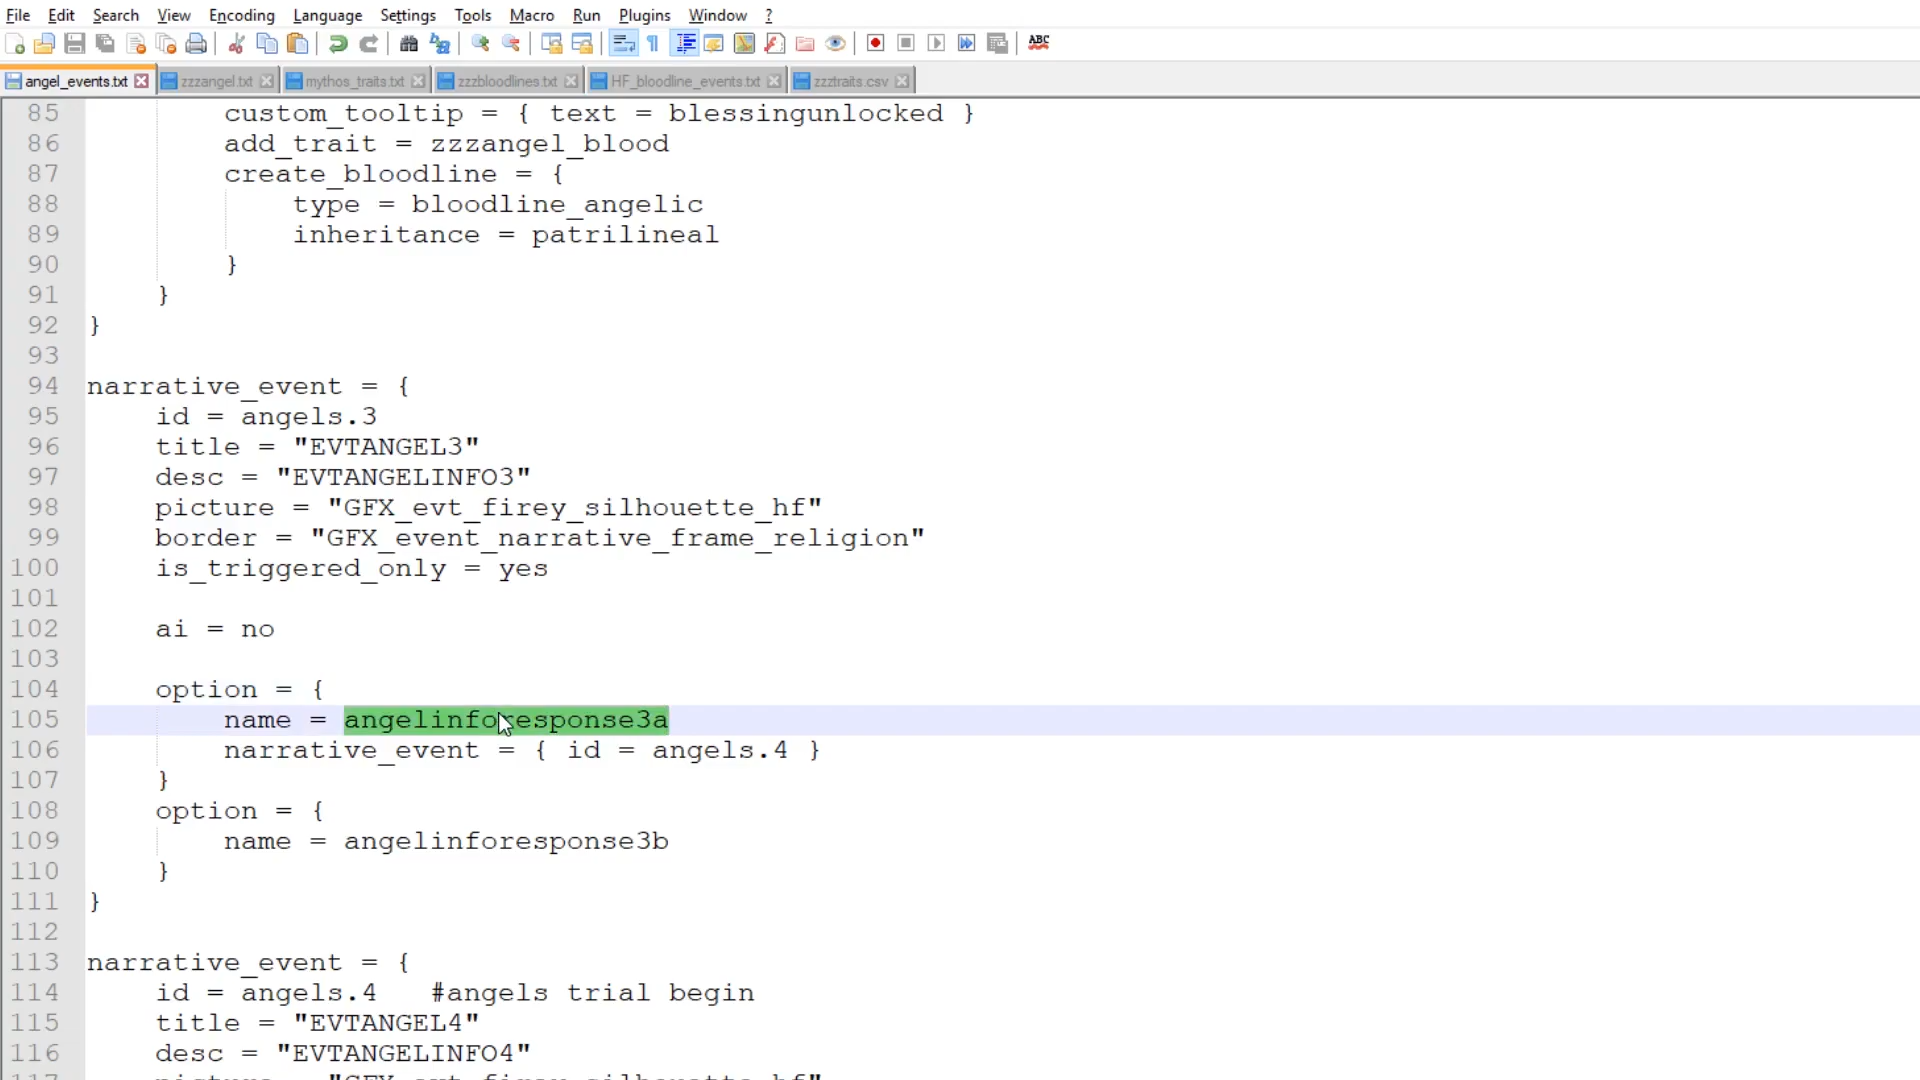 File Edit Search View Encoding Language Settings Tools Macro Run Plugins Window ?
ABC
angel_events.txt zzzangel.txt mythos_traits.txt zzzbloodlines.txt HF_bloodline_events.txt zzztraits.csv
85 custom_tooltip = { text = blessingunlocked }
86 add_trait = zzzangel_blood
87 create_bloodline = {
88 type = bloodline_angelic
89 inheritance = patrilineal
90 }
91 }
92 }
93
94 narrative_event = {
95 id = angels.3
96 title = "EVTANGEL3"
97 desc = "EVTANGELINFO3"
98 picture = "GFX_evt_firey_silhouette_hf"
99 border = "GFX_event_narrative_frame_religion"
100 is_triggered_only = yes
101
102 ai = no
103
104 option = {
105 name = angelinforesponse3a
106 narrative_event = { id = angels.4 }
107 }
108 option = {
109 name = angelinforesponse3b
110 }
111 }
112
113 narrative_event = {
114 id = angels.4 #angels trial begin
115 title = "EVTANGEL4"
116 desc = "EVTANGELINFO4"
117 picture = "GFX_evt_firey_silhouette_hf"